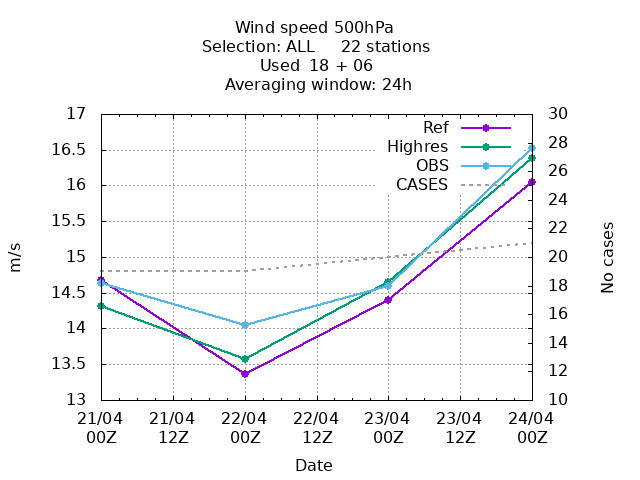 Wind speed 500hPa
Selection: ALL     22 stations
Used  18 + 06
Averaging window: 24h
17
16.5
16
15.5
15
14.5
14
13.5
13
m/s
Ref
Highres
OBS
CASES
30
28
26
24
22
20
18
16
14
12
10
No cases
21/04 21/04 22/04 22/04 23/04 23/04 24/04
00Z 12Z 00Z 12Z 00Z 12Z 00Z
Date